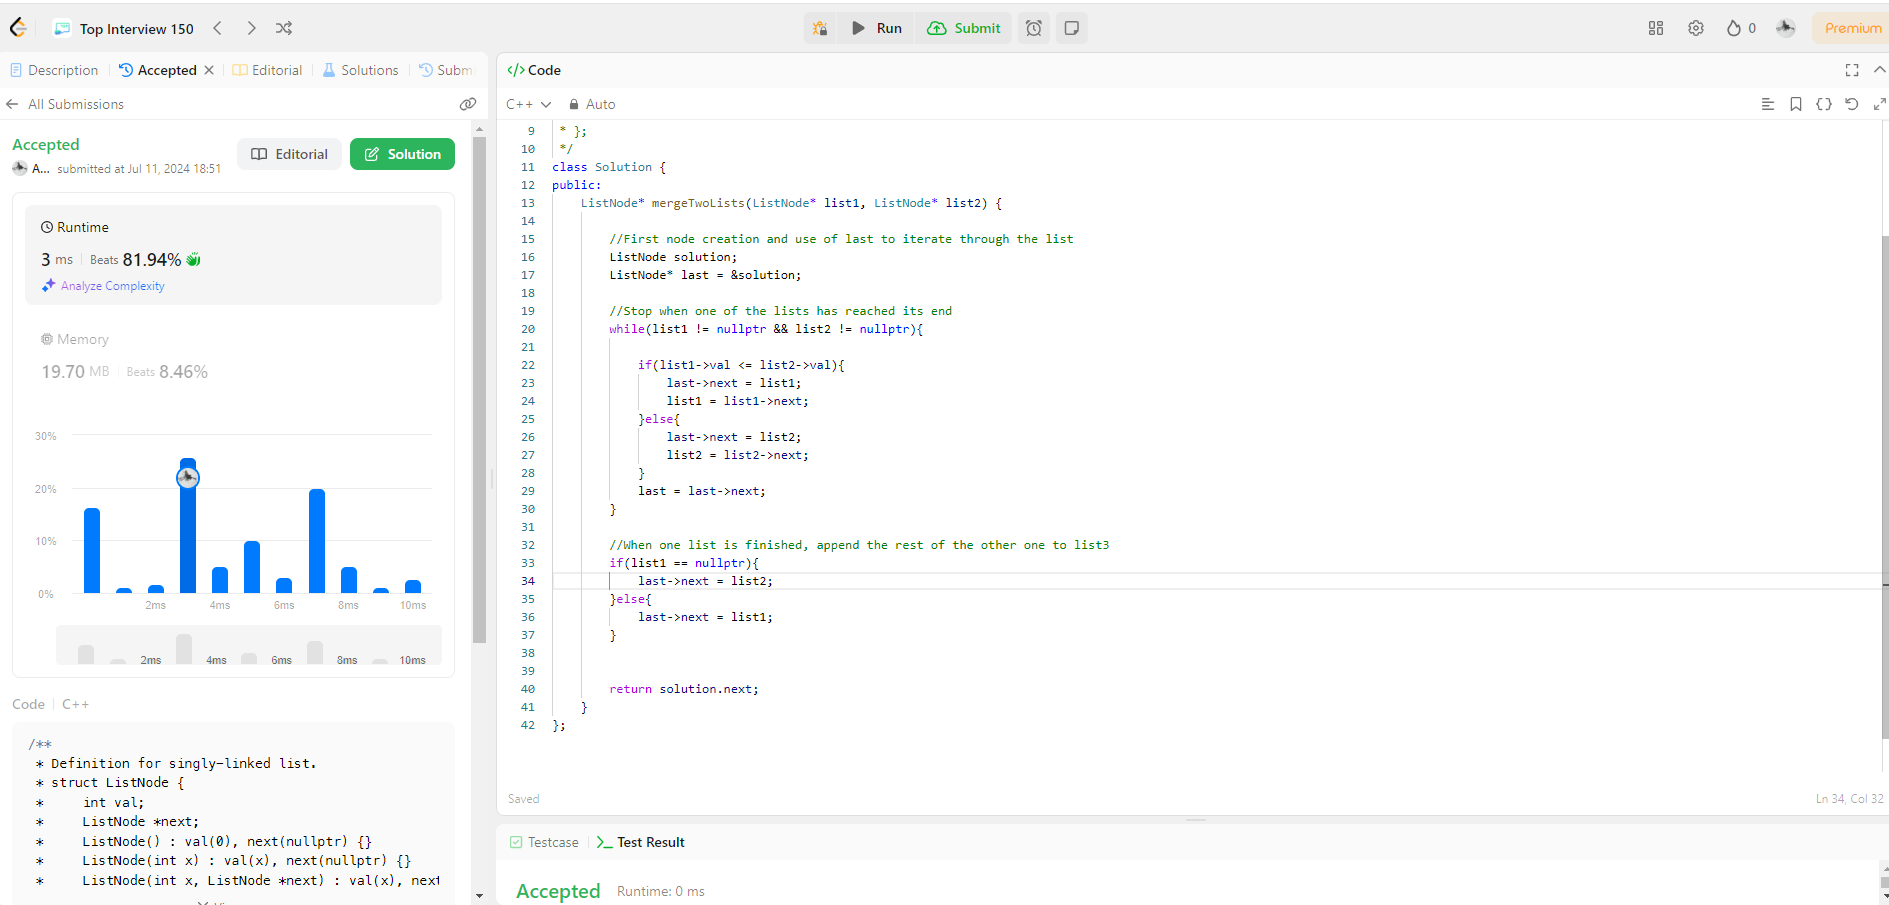 Top Interview 150
Run
Submit
0
Premium
Description
Accepted
Editorial
Solutions
Subm
All Submissions
Accepted
A... submitted at Jul 11, 2024 18:51
Editorial
Solution
Runtime
3 ms Beats 81.94%
Analyze Complexity
Memory
19.70 MB Beats 8.46%
30%
20%
10%
0%
2ms 4ms 6ms 8ms 10ms
2ms 4ms 6ms 8ms 10ms
Code C++
/**
* Definition for singly-linked list.
* struct ListNode {
*     int val;
*     ListNode *next;
*     ListNode() : val(0), next(nullptr) {}
*     ListNode(int x) : val(x), next(nullptr) {}
*     ListNode(int x, ListNode *next) : val(x), next
</> Code
C++ Auto
9 * };
10 */
11 class Solution {
12 public:
13     ListNode* mergeTwoLists(ListNode* list1, ListNode* list2) {
14
15         //First node creation and use of last to iterate through the list
16         ListNode solution;
17         ListNode* last = &solution;
18
19         //Stop when one of the lists has reached its end
20         while(list1 != nullptr && list2 != nullptr){
21
22             if(list1->val <= list2->val){
23                 last->next = list1;
24                 list1 = list1->next;
25             }else{
26                 last->next = list2;
27                 list2 = list2->next;
28             }
29             last = last->next;
30         }
31
32         //When one list is finished, append the rest of the other one to list3
33         if(list1 == nullptr){
34             last->next = list2;
35         }else{
36             last->next = list1;
37         }
38
39
40         return solution.next;
41     }
42 };
Saved
Ln 34, Col 32
Testcase
Test Result
Accepted Runtime: 0 ms